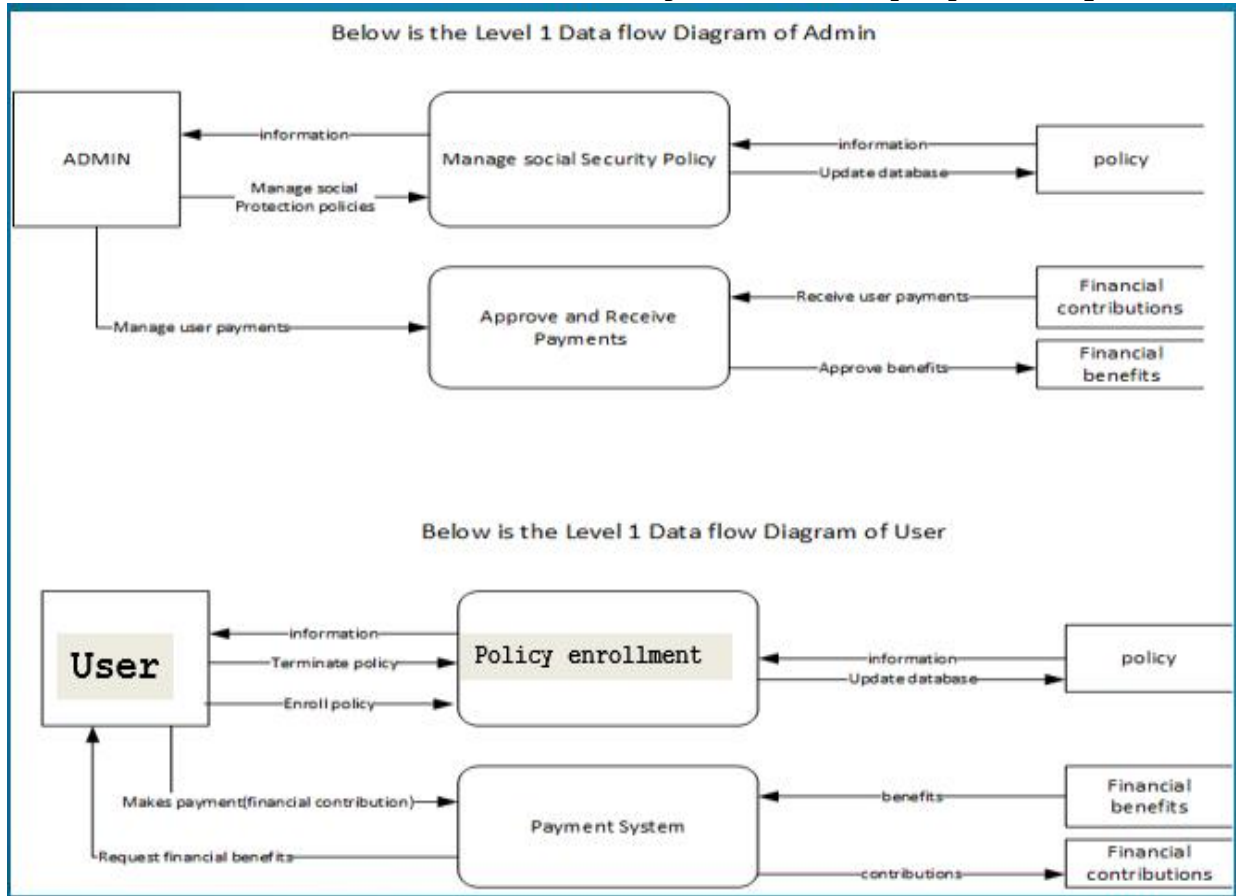 Below is the Level 1 Data flow Diagram of Admin
ADMIN
information
Manage social
Protection policies
Manage social Security Policy
information
Update database
policy
Manage user payments
Approve and Receive
Payments
Receive user payments
Approve benefits
Financial
contributions
Financial
benefits
Below is the Level 1 Data flow Diagram of User
User
information
Terminate policy
Enroll policy
Policy enrollment
information
Update database
policy
Makes payment(financial contribution)
Request financial benefits
Payment System
benefits
contributions
Financial
benefits
Financial
contributions